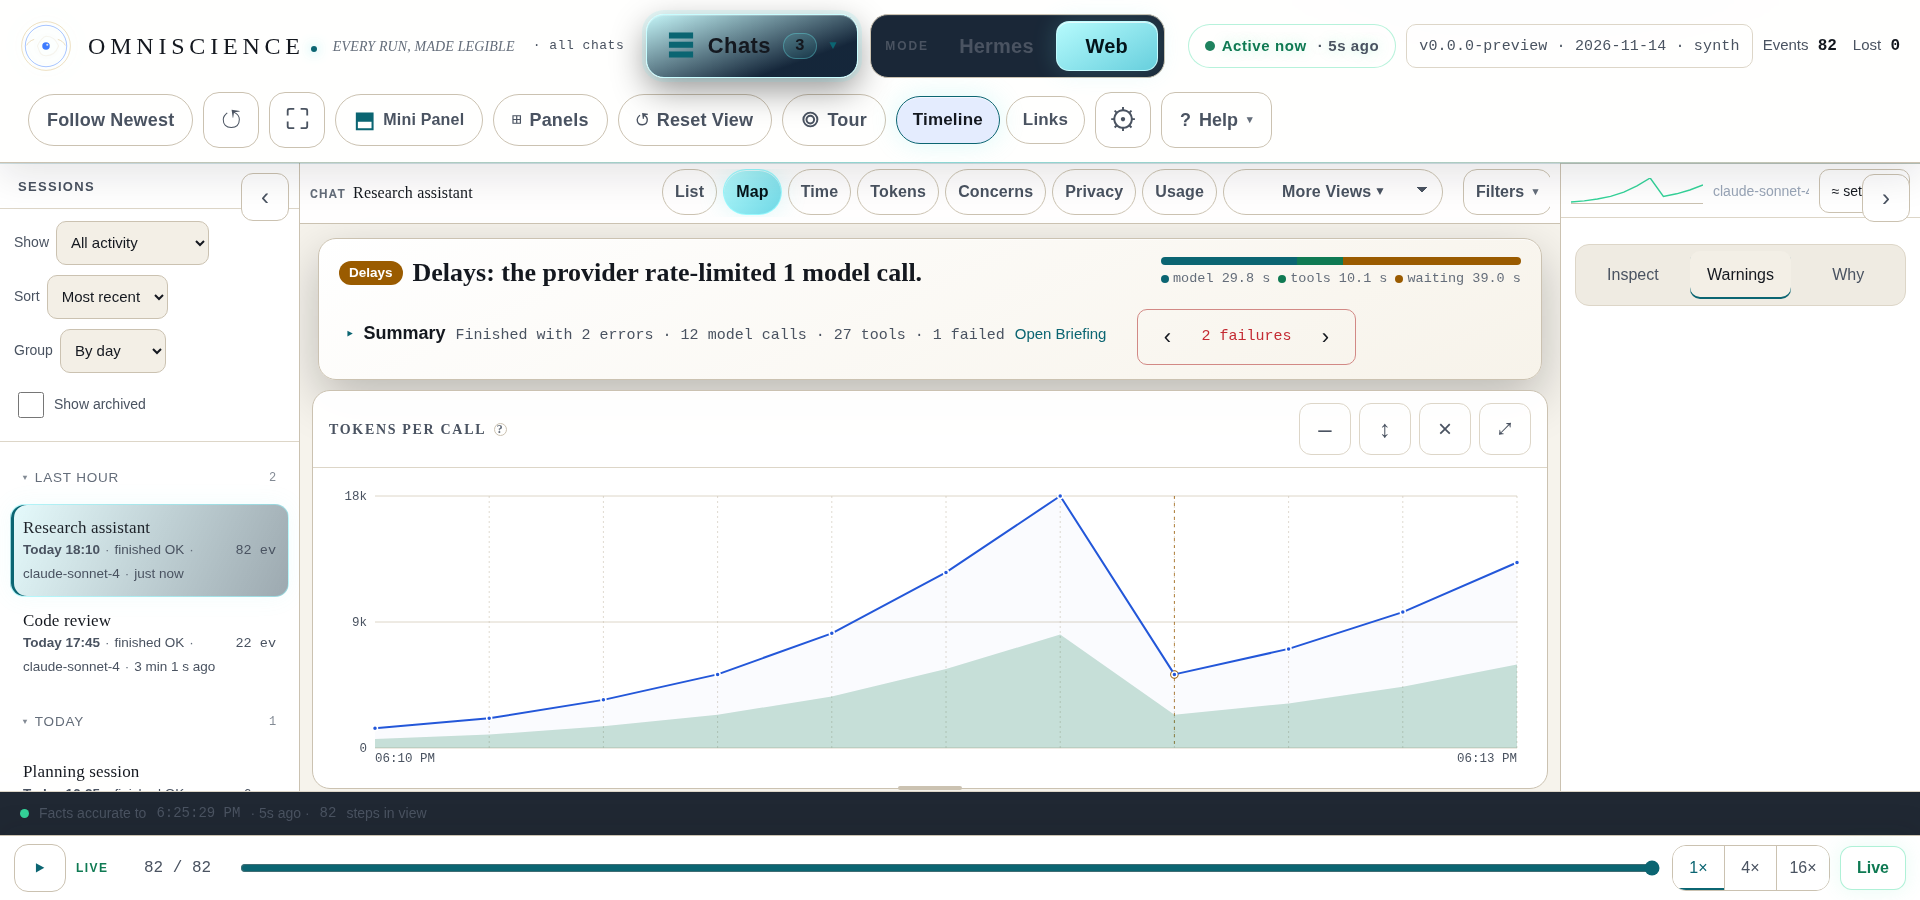 OMNISCIENCE EVERY RUN, MADE LEGIBLE · all chats
Chats 3 ▾
MODE Hermes Web
Active now · 5s ago
v0.0.0-preview · 2026-11-14 · synth
Events 82 Lost 0
Follow Newest
Mini Panel
Panels
Reset View
Tour
Timeline
Links
? Help ▾
SESSIONS
‹
Show All activity
Sort Most recent
Group By day
Show archived
▾ LAST HOUR 2
Research assistant
Today 18:10 · finished OK · 82 ev
claude-sonnet-4 · just now
Code review
Today 17:45 · finished OK · 22 ev
claude-sonnet-4 · 3 min 1 s ago
▾ TODAY 1
Planning session
CHAT Research assistant
List Map Time Tokens Concerns Privacy Usage More Views ▾ Filters ▾
Delays Delays: the provider rate-limited 1 model call.
model 29.8 s tools 10.1 s waiting 39.0 s
▸ Summary Finished with 2 errors · 12 model calls · 27 tools · 1 failed Open Briefing
‹ 2 failures ›
TOKENS PER CALL ?
– ↕ × ⤢
18k
9k
0
06:10 PM 06:13 PM
claude-sonnet-4 ≈ set
›
Inspect Warnings Why
Facts accurate to 6:25:29 PM · 5s ago · 82 steps in view
LIVE 82 / 82
1× 4× 16× Live